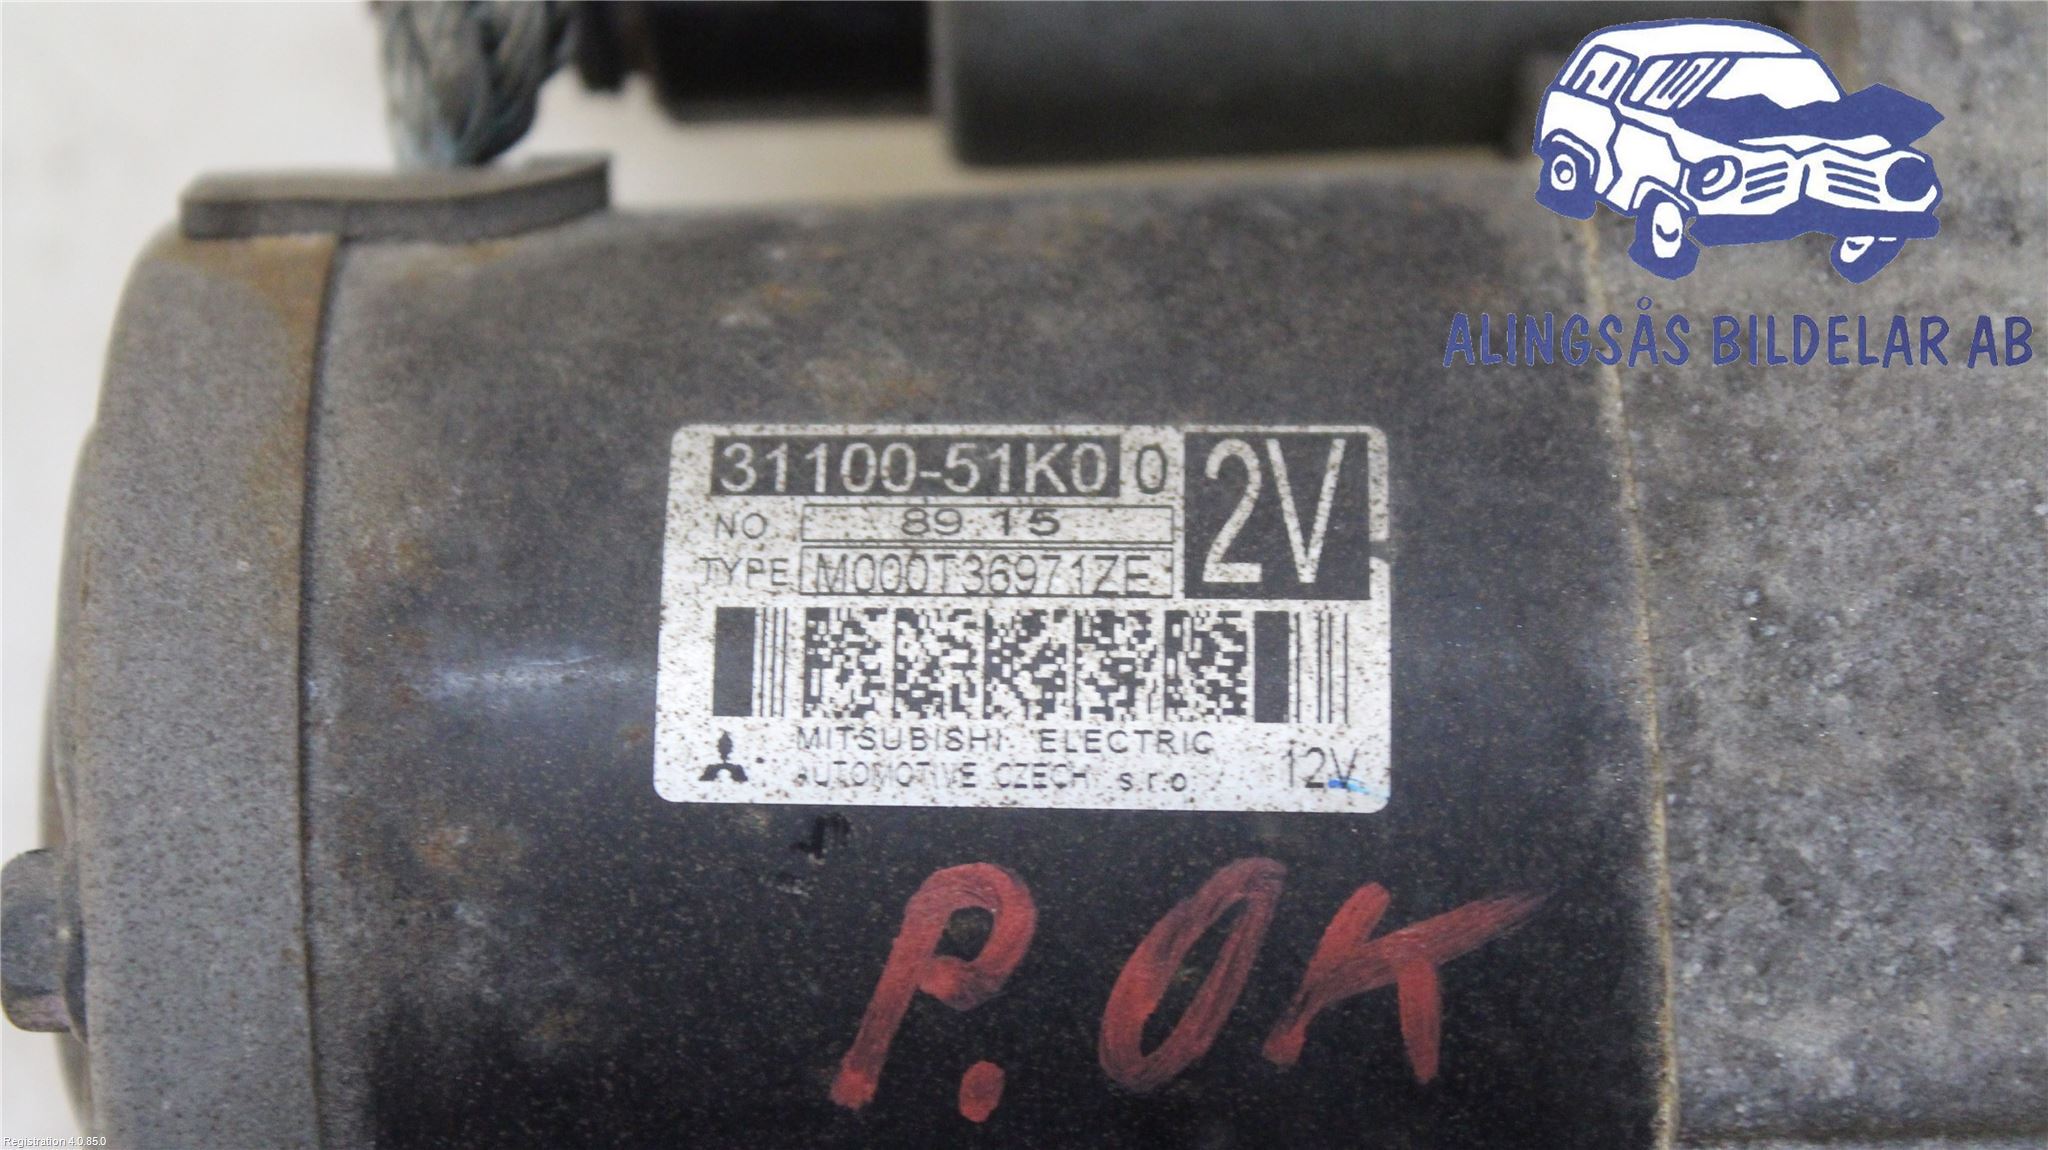 ALINGSÅS BILDELAR AB
31100-51K0 0
2V
NO 89 15
TYPE M000T36971ZE
MITSUBISHI ELECTRIC
AUTOMOTIVE CZECH s.r.o
12V
P.OK
Registration 4.0.85.0